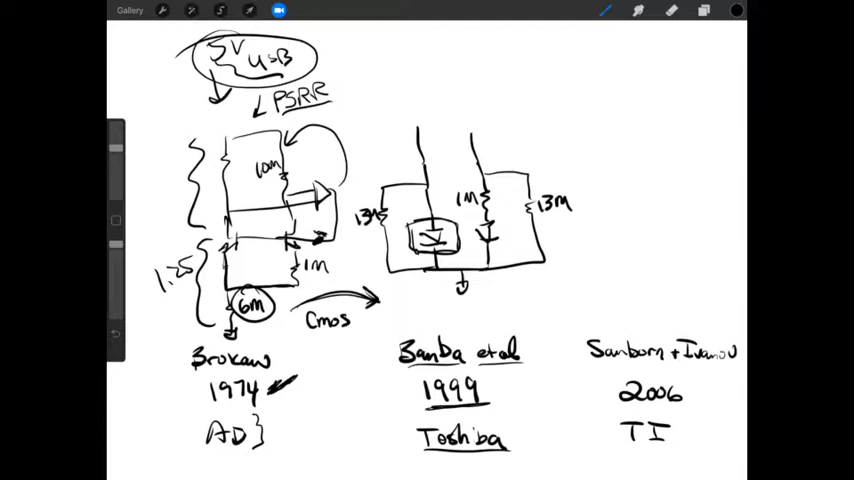 Gallery
5V USB
PSRR
100M
1M
1.25
6M
Cmos
13M
1M
13M
Brokaw
1974
AD
Banba et al
1999
Toshiba
Sanborn + Ivanov
2006
TI